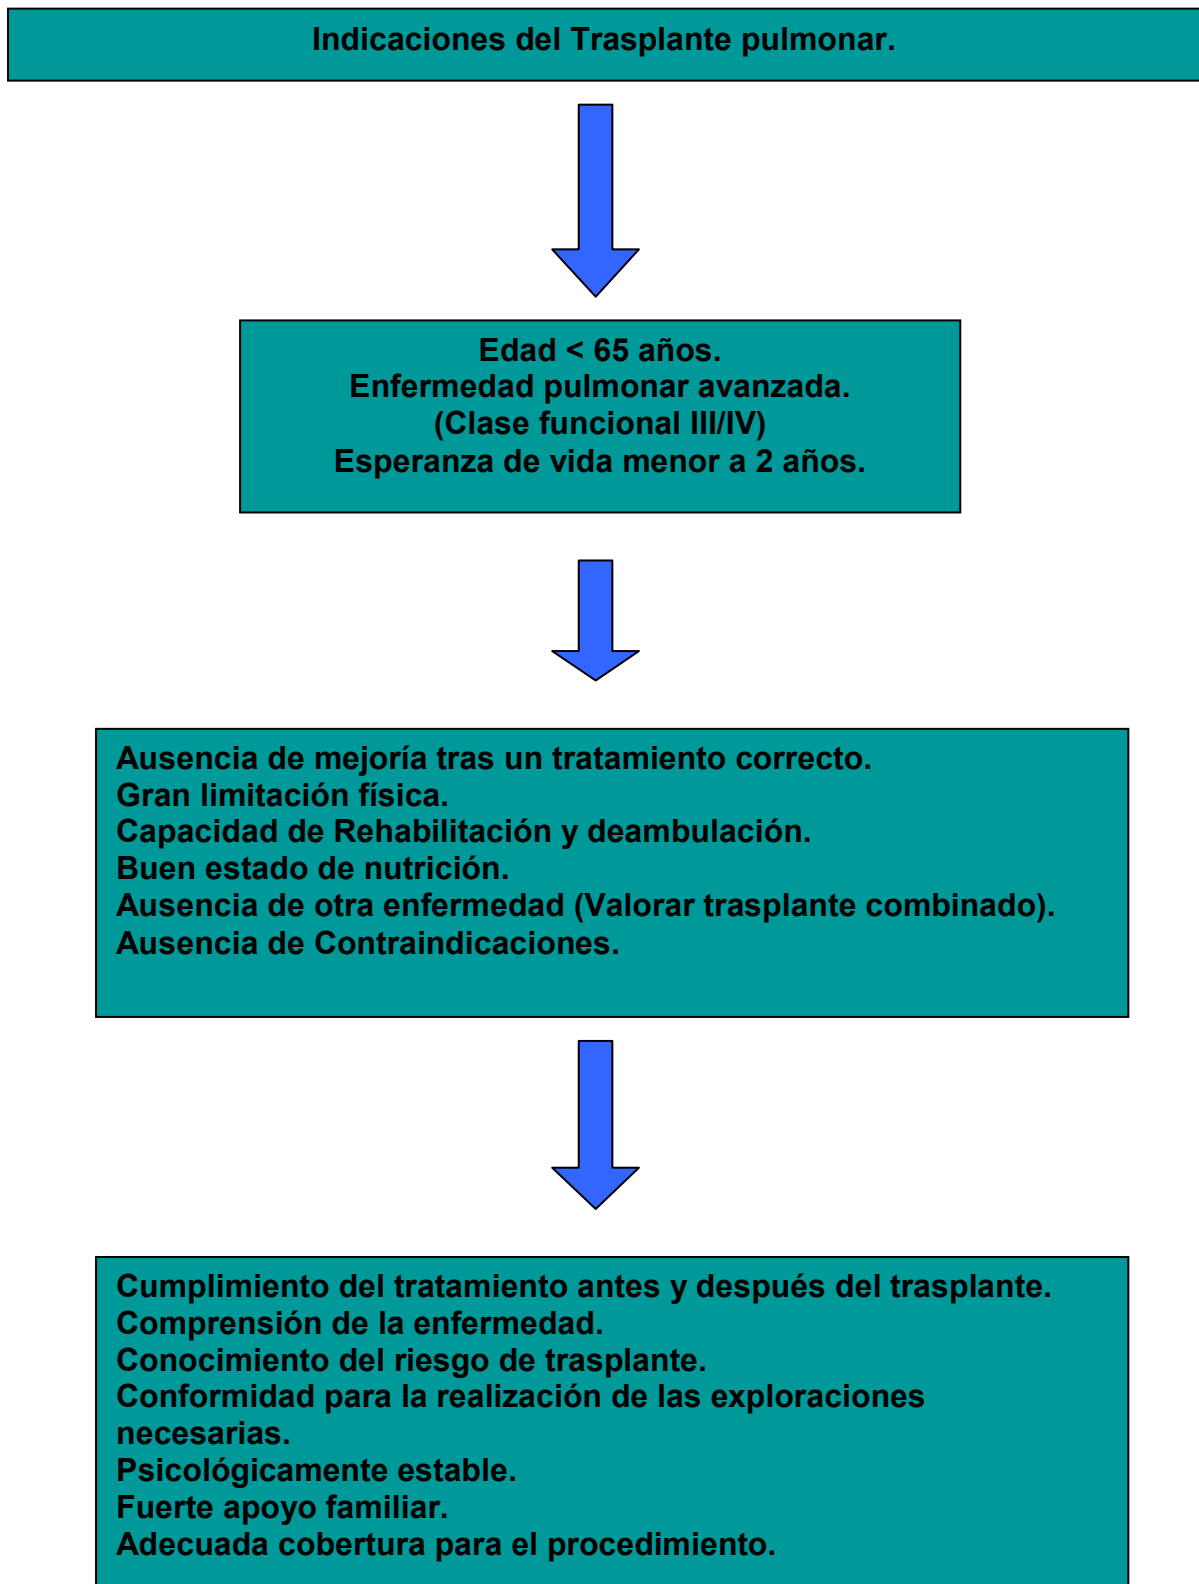 Indicaciones del Trasplante pulmonar.
Edad < 65 años.
Enfermedad pulmonar avanzada.
(Clase funcional III/IV)
Esperanza de vida menor a 2 años.
Ausencia de mejoría tras un tratamiento correcto.
Gran limitación física.
Capacidad de Rehabilitación y deambulación.
Buen estado de nutrición.
Ausencia de otra enfermedad (Valorar trasplante combinado).
Ausencia de Contraindicaciones.
Cumplimiento del tratamiento antes y después del trasplante.
Comprensión de la enfermedad.
Conocimiento del riesgo de trasplante.
Conformidad para la realización de las exploraciones
necesarias.
Psicológicamente estable.
Fuerte apoyo familiar.
Adecuada cobertura para el procedimiento.